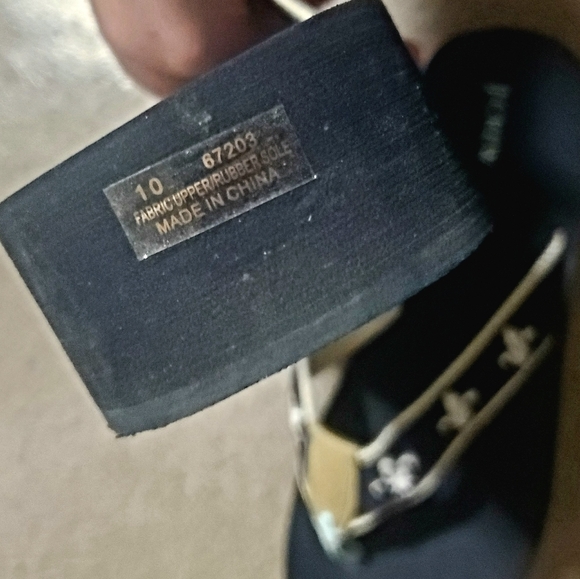 10 67203
FABRIC UPPER/RUBBER SOLE
MADE IN CHINA